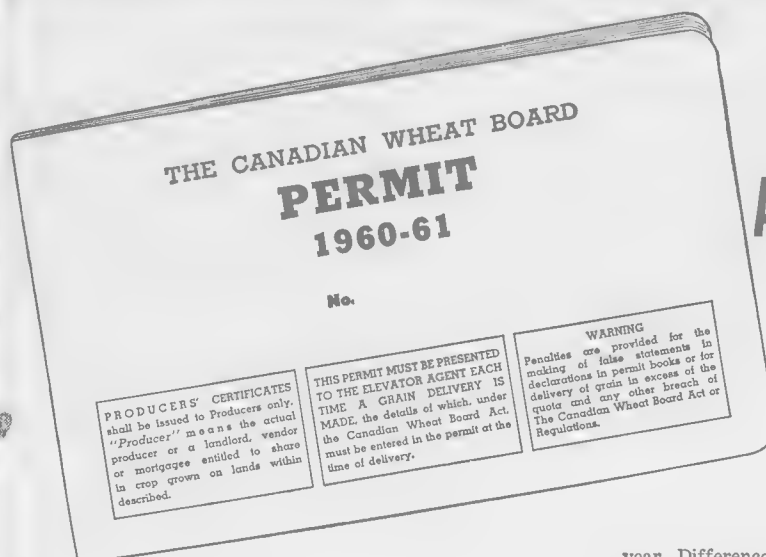 THE CANADIAN WHEAT BOARD
PERMIT
1960-61
No.
PRODUCERS' CERTIFICATES
shall be issued to Producers only.
"Producer" means the actual
producer or a landlord, vendor
or mortgagee entitled to share
in crop grown on lands within
described.
THIS PERMIT MUST BE PRESENTED
TO THE ELEVATOR AGENT EACH
TIME A GRAIN DELIVERY IS
MADE, the details of which, under
the Canadian Wheat Board Act,
must be entered in the permit at the
time of delivery.
WARNING
Penalties are provided for the
making of false statements in
declarations in permit books or for
delivery of grain in excess of the
quota and any other breach of
The Canadian Wheat Board Act or
Regulations.
year. Difference